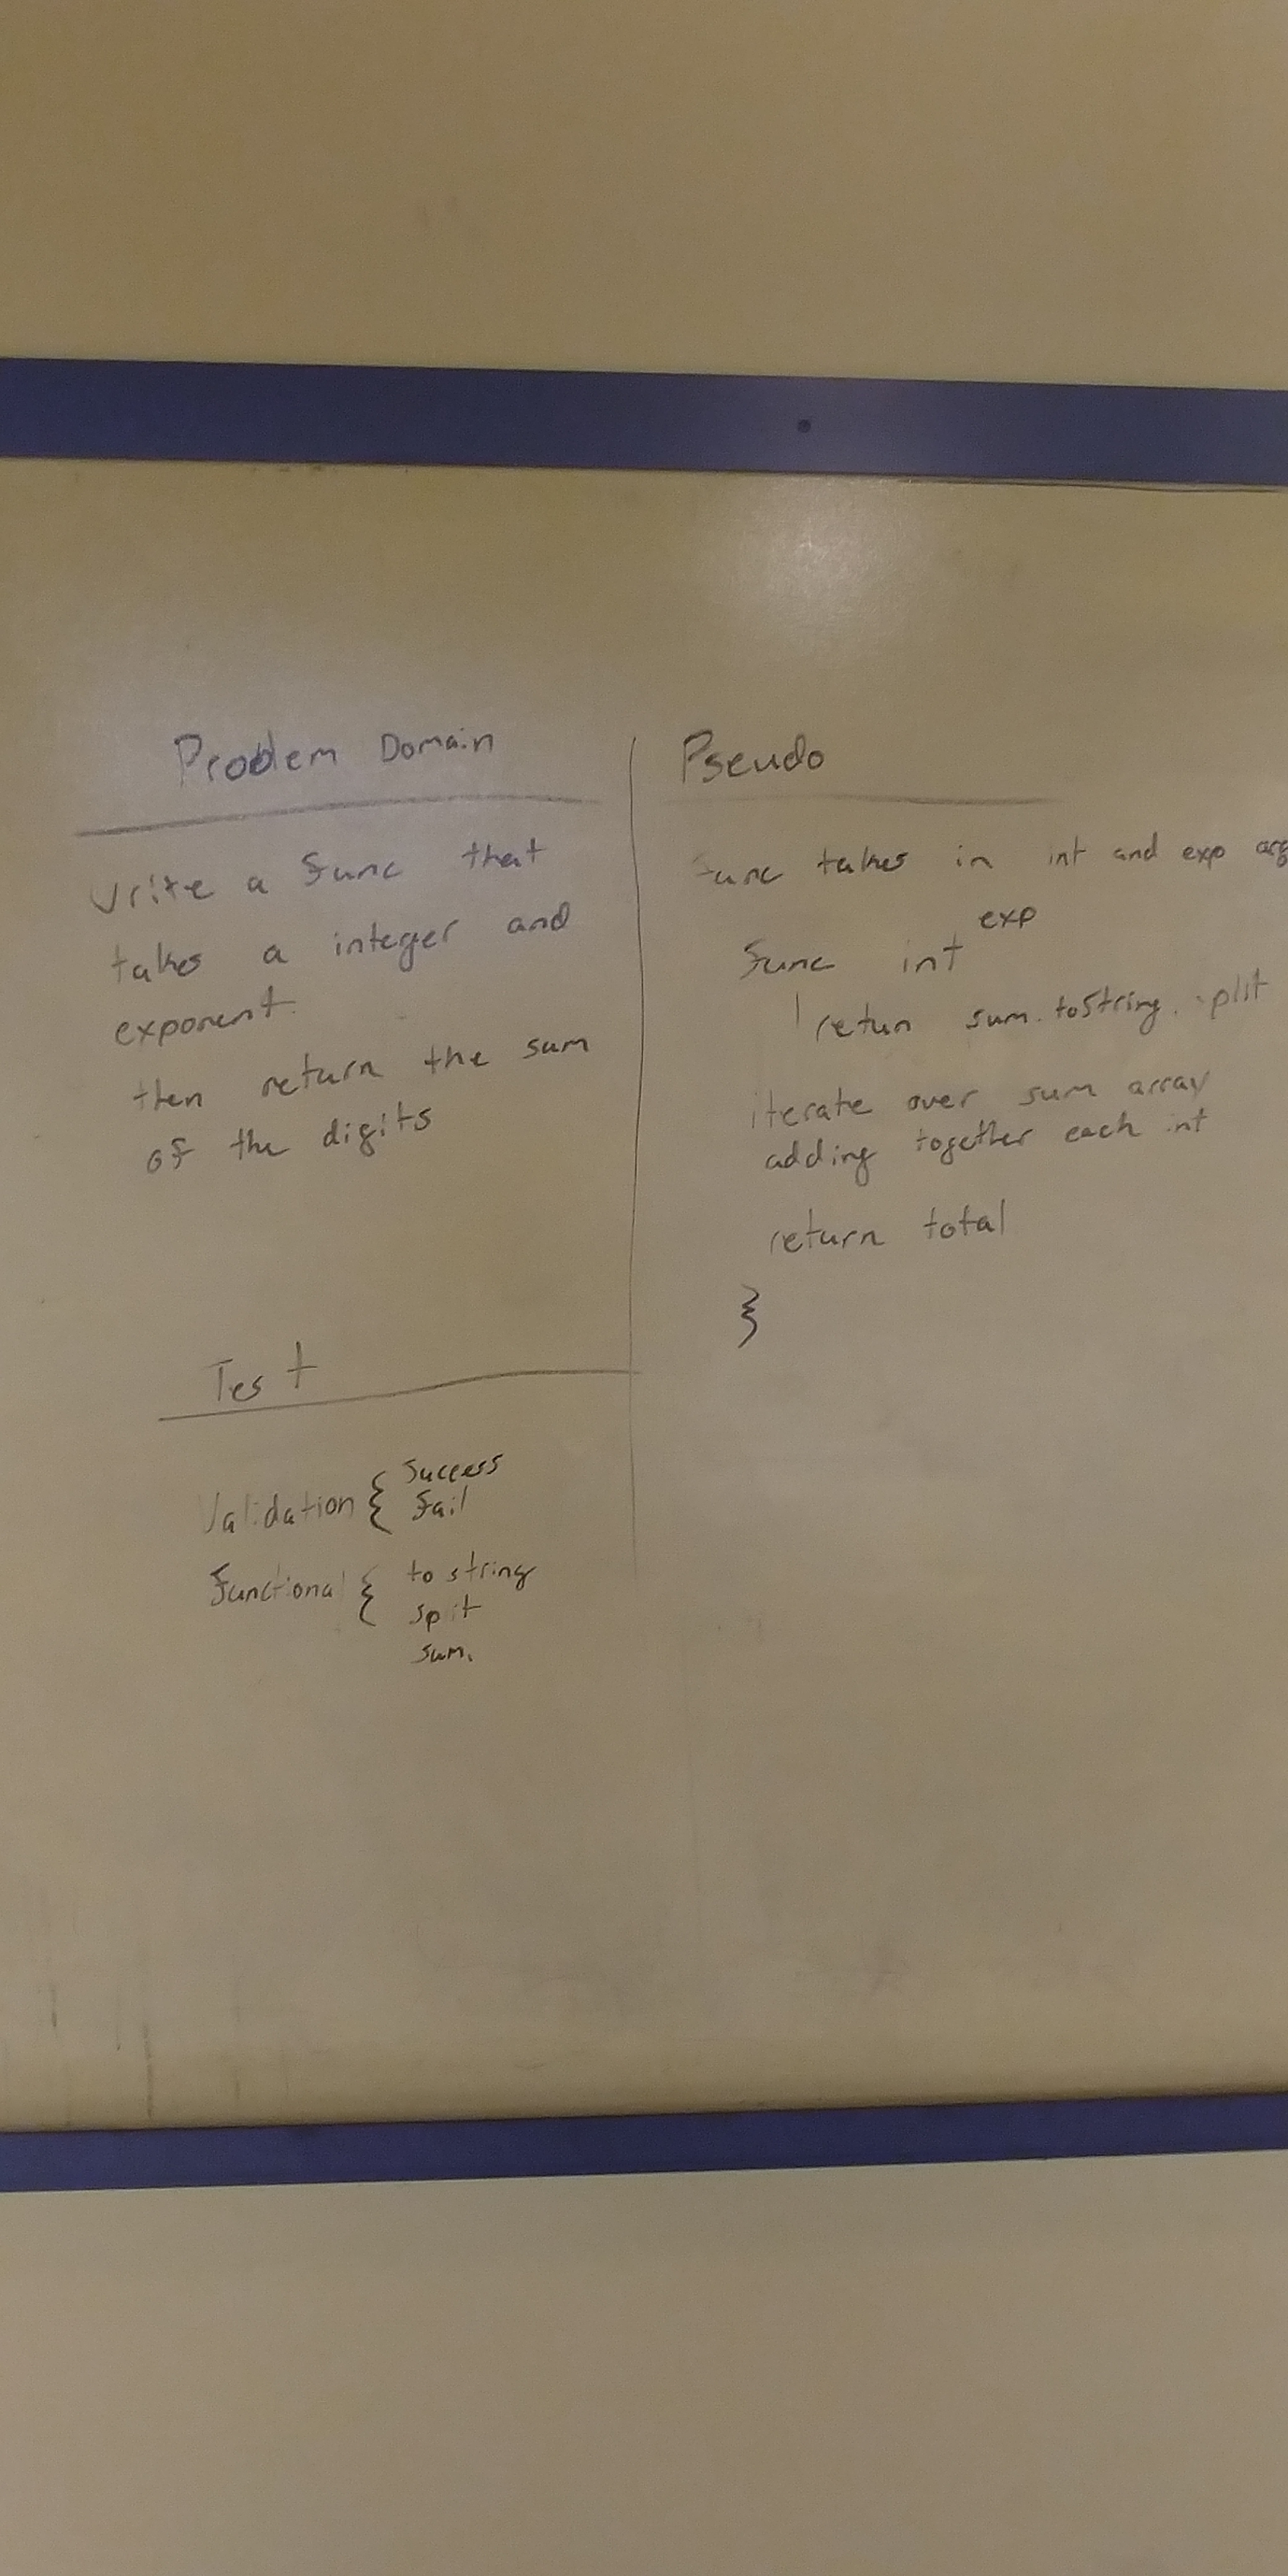 Problem Domain
write a func that
takes a integer and
exponent.
then return the sum
of the digits
Test
Validation { Success
fail
functional { to string
split
sum.
Pseudo
func takes in int and exp arg
func int exp
retun sum.toString.split
iterate over sum array
adding together each int
return total
}